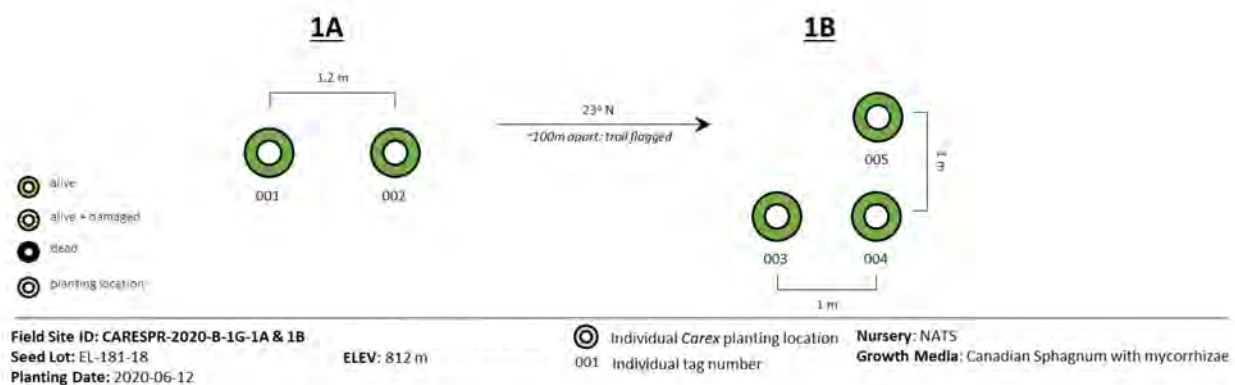 1A
1B
1.2 m
23º N
~100m apart: trail flagged
001
002
005
1 m
003
004
1 m
alive
alive + damaged
dead
planting location
Field Site ID: CARESPR-2020-B-1G-1A & 1B
Seed Lot: EL-181-18
ELEV: 812 m
Planting Date: 2020-06-12
Individual Carex planting location
001 Individual tag number
Nursery: NATS
Growth Media: Canadian Sphagnum with mycorrhizae